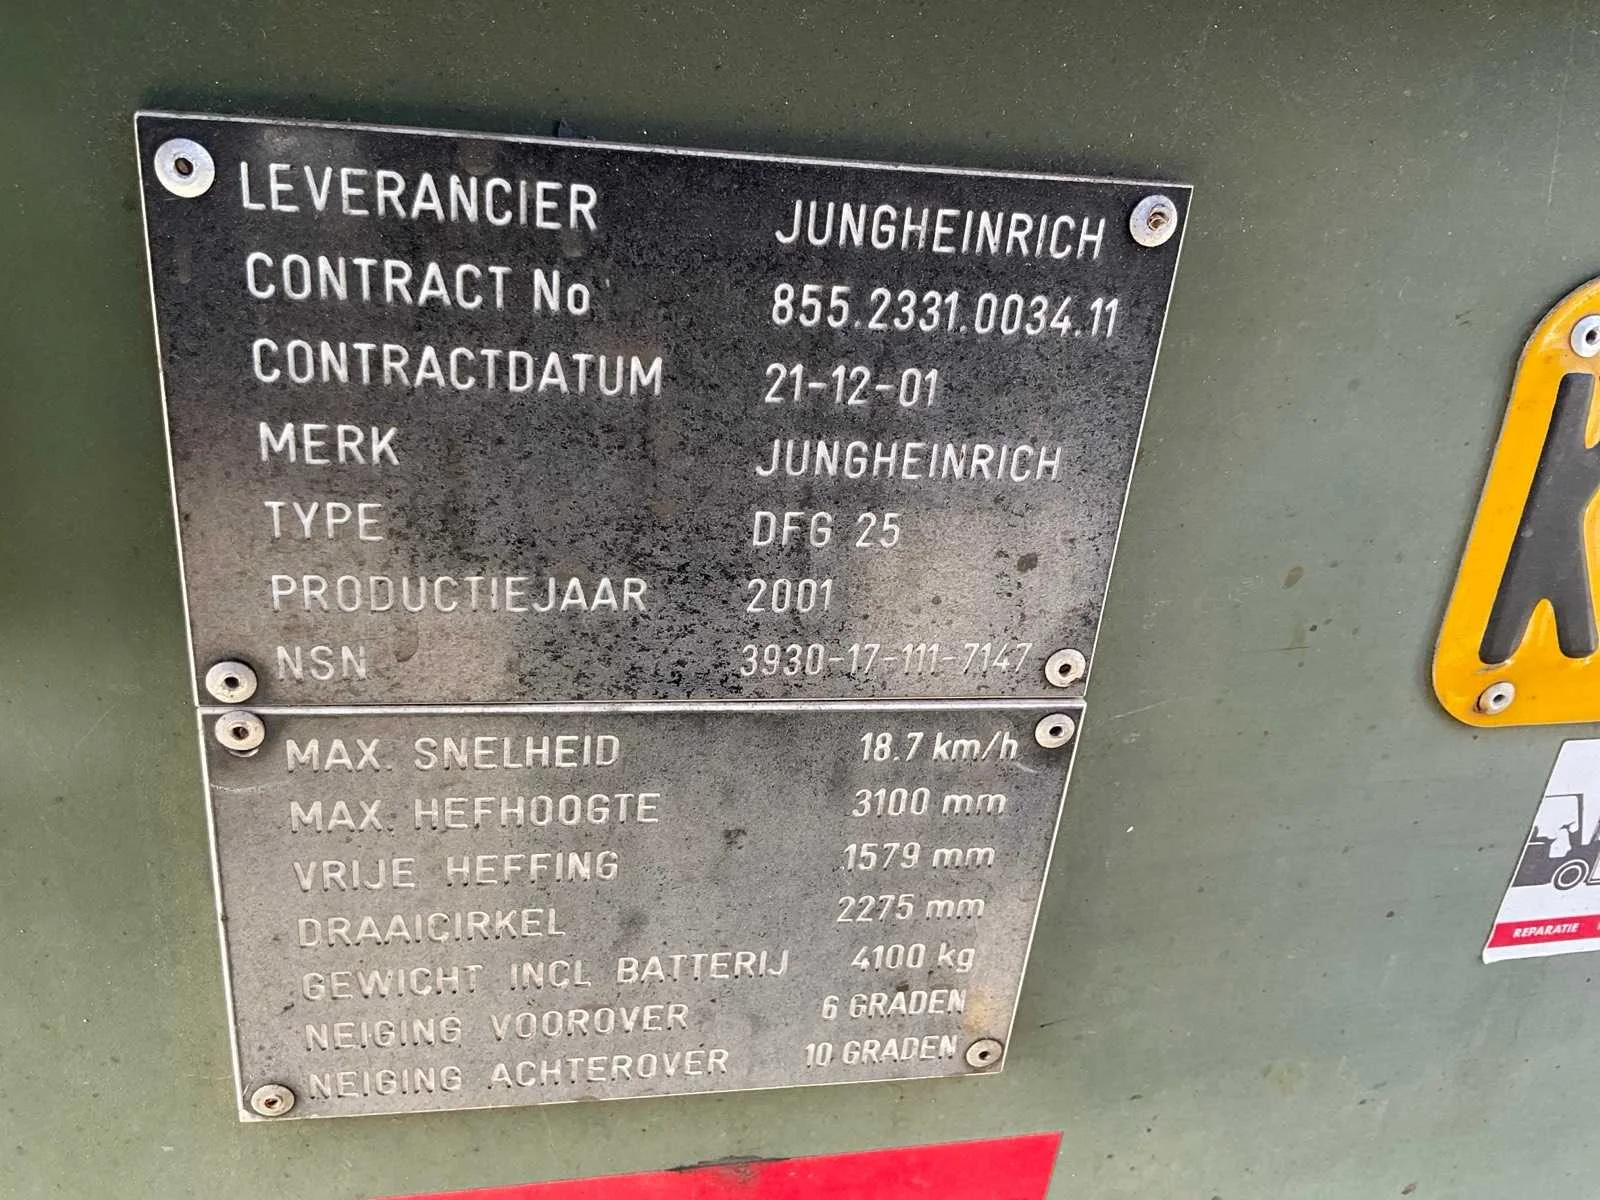 LEVERANCIER JUNGHEINRICH
CONTRACT No 855.2331.0034.11
CONTRACTDATUM 21-12-01
MERK JUNGHEINRICH
TYPE DFG 25
PRODUCTIEJAAR 2001
NSN 3930-17-111-7147
MAX. SNELHEID 18.7 km/h
MAX. HEFHOOGTE 3100 mm
VRIJE HEFFING 1579 mm
DRAAICIRKEL 2275 mm
GEWICHT INCL BATTERIJ 4100 kg
NEIGING VOOROVER 6 GRADEN
NEIGING ACHTEROVER 10 GRADEN
K
REPARATIE